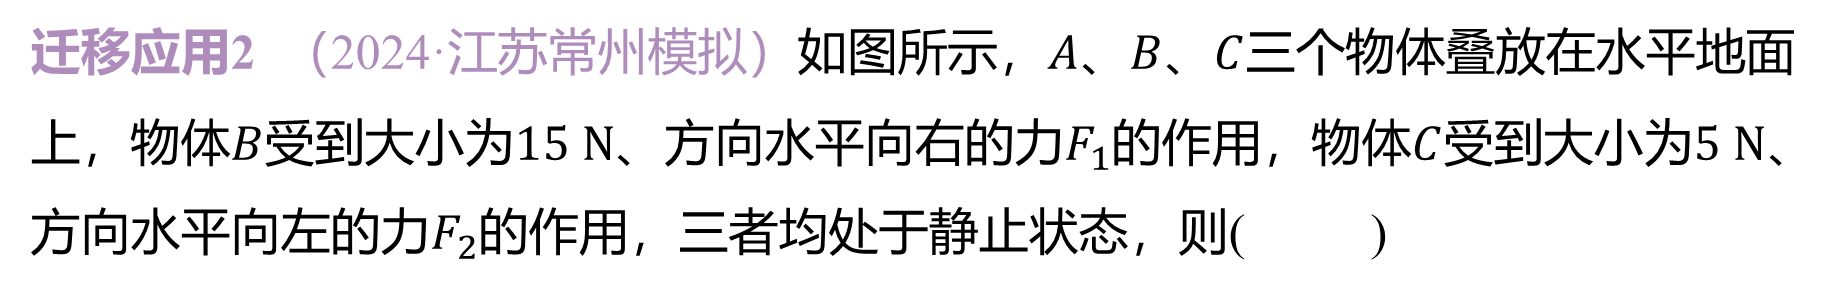 迁移应用2 （2024·江苏常州模拟）如图所示，A、B、C三个物体叠放在水平地面
上，物体B受到大小为15 N、方向水平向右的力F₁的作用，物体C受到大小为5 N、
方向水平向左的力F₂的作用，三者均处于静止状态，则(　　)